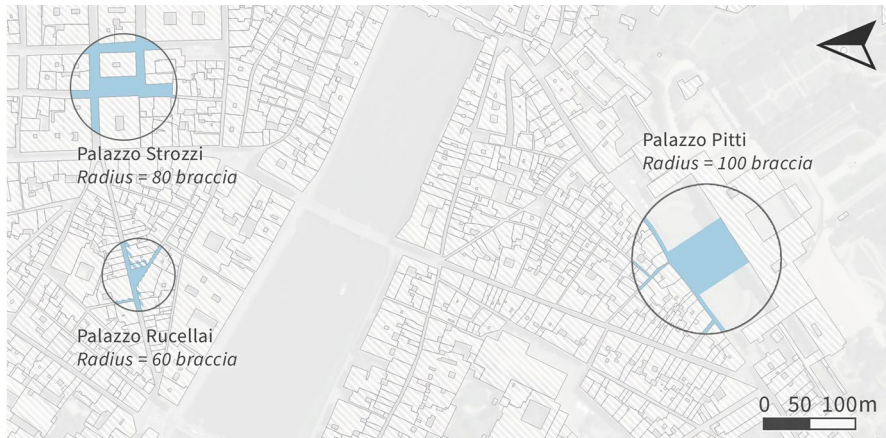 Palazzo Strozzi
Radius = 80 braccia
Palazzo Pitti
Radius = 100 braccia
Palazzo Rucellai
Radius = 60 braccia
0 50 100m